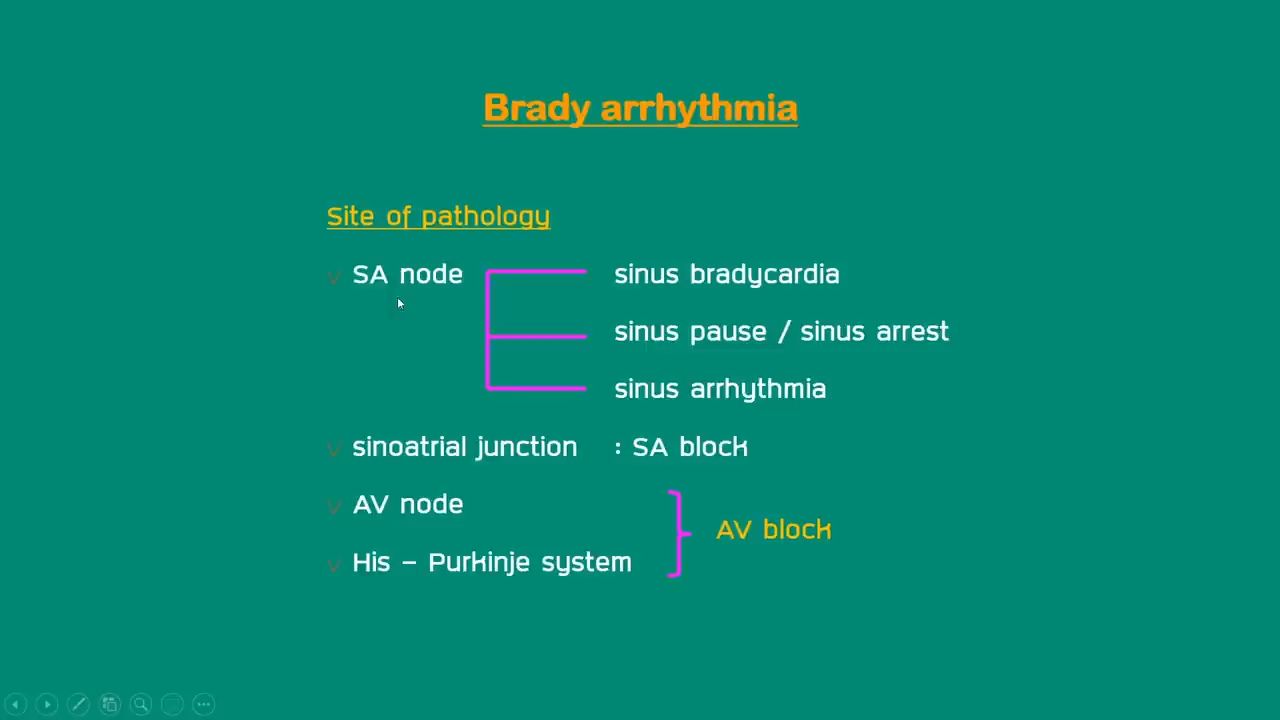 Brady arrhythmia
Site of pathology
v SA node sinus bradycardia
sinus pause / sinus arrest
sinus arrhythmia
v sinoatrial junction : SA block
v AV node
AV block
v His – Purkinje system